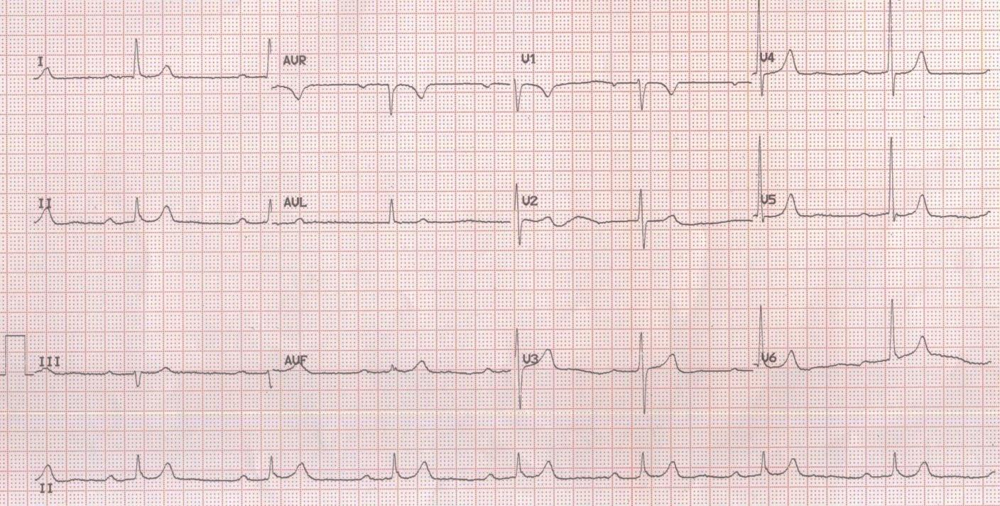 I AVR V1 V4
II AVL V2 V5
III AVF V3 V6
II